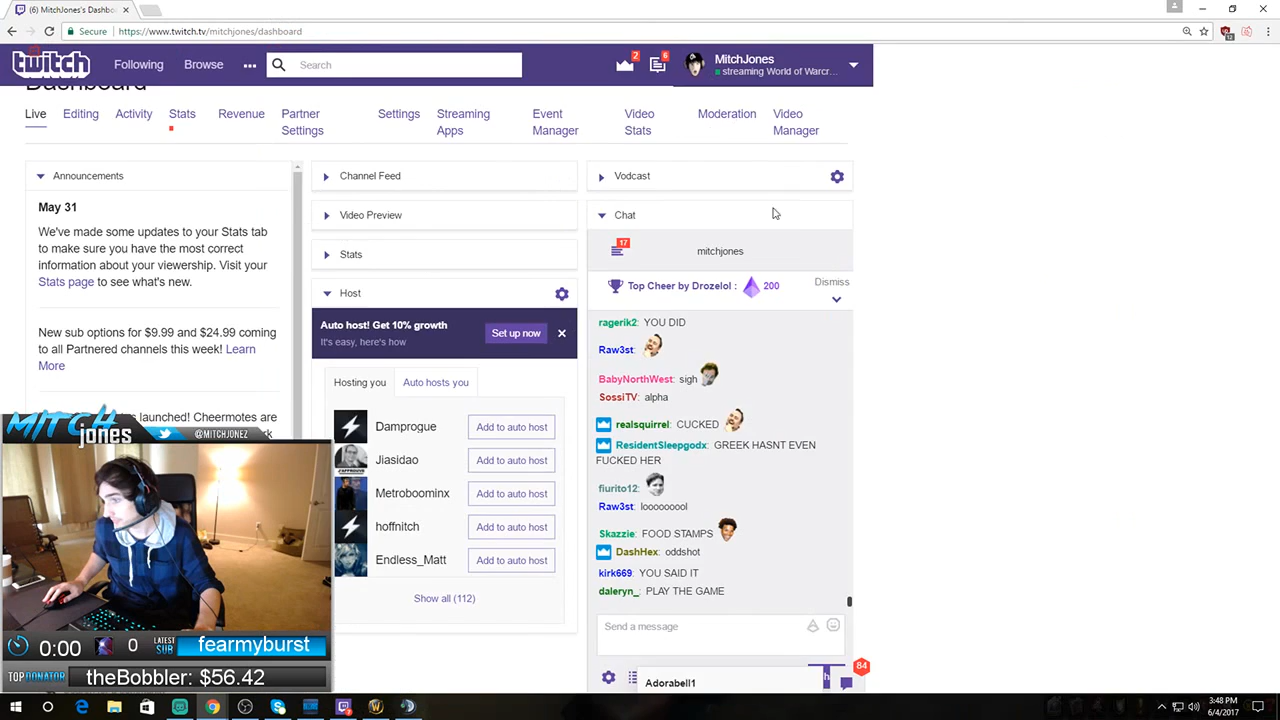 (6) MitchJones's Dashbo
Secure
https://www.twitch.tv/mitchjones/dashboard
twitch
Following
Browse
Search
2
6
MitchJones
streaming World of Warcr...
Dashboard
Live
Editing
Activity
Stats
Revenue
Partner
Settings
Settings
Streaming
Apps
Event
Manager
Video
Stats
Moderation
Video
Manager
Announcements
May 31
We've made some updates to your Stats tab
to make sure you have the most correct
information about your viewership. Visit your
Stats page to see what's new.
New sub options for $9.99 and $24.99 coming
to all Partnered channels this week! Learn
More
launched! Cheermotes are
Channel Feed
Video Preview
Stats
Host
Auto host! Get 10% growth
It's easy, here's how
Set up now
Hosting you
Auto hosts you
Damprogue
Add to auto host
Jiasidao
Add to auto host
Metroboominx
Add to auto host
hoffnitch
Add to auto host
Endless_Matt
Add to auto host
Show all (112)
Vodcast
Chat
17
mitchjones
Top Cheer by Drozelol :
200
Dismiss
ragerik2: YOU DID
Raw3st:
BabyNorthWest: sigh
SossiTV: alpha
realsquirrel: CUCKED
ResidentSleepgodx: GREEK HASNT EVEN
FUCKED HER
fiurito12:
Raw3st: looooooool
Skazzie: FOOD STAMPS
DashHex: oddshot
kirk669: YOU SAID IT
daleryn_: PLAY THE GAME
Send a message
84
Adorabell1
MITCH
jones
@MITCHJONEZ
0:00
0
LATEST
SUB
fearmyburst
TOP DONATOR
theBobbler: $56.42
3:48 PM
6/4/2017